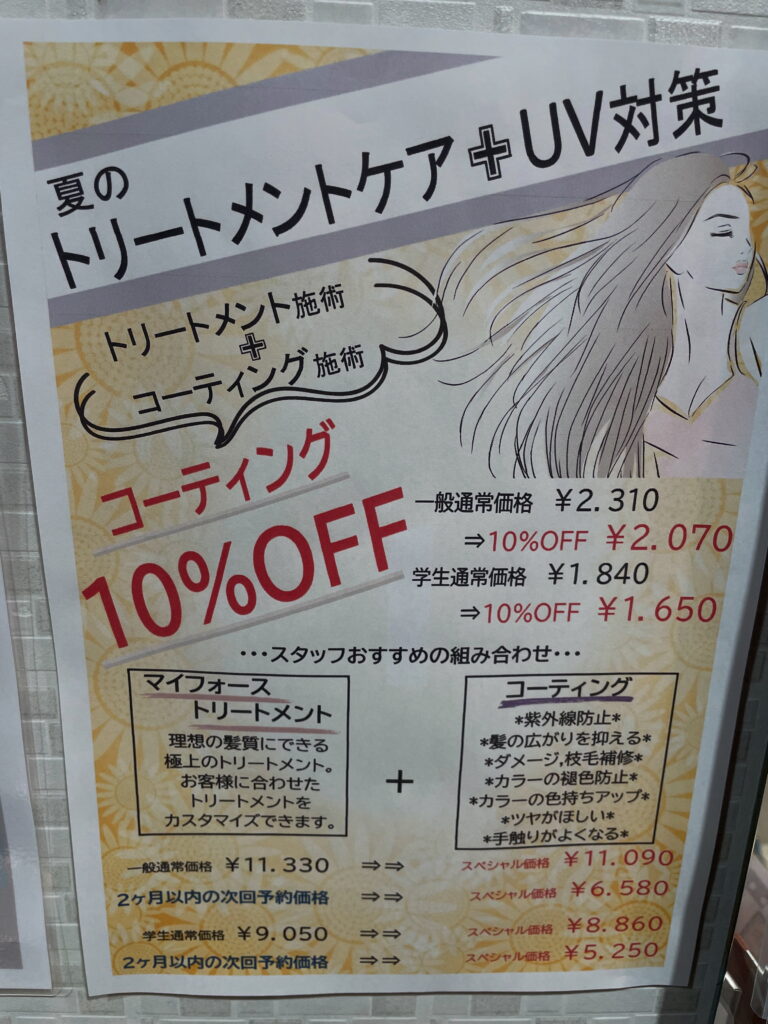 夏の
トリートメントケア+UV対策
トリートメント施術
+
コーティング施術
コーティング
10%OFF
一般通常価格 ¥2.310
⇒10%OFF ¥2.070
学生通常価格 ¥1.840
⇒10%OFF ¥1.650
･･･スタッフおすすめの組み合わせ･･･
マイフォース
トリートメント
理想の髪質にできる
極上のトリートメント。
お客様に合わせた
トリートメントを
カスタマイズできます。
+
コーティング
*紫外線防止*
*髪の広がりを抑える*
*ダメージ,枝毛補修*
*カラーの褪色防止*
*カラーの色持ちアップ*
*ツヤがほしい*
*手触りがよくなる*
一般通常価格 ¥11.330 ⇒⇒ スペシャル価格 ¥11.090
2ヶ月以内の次回予約価格 ⇒⇒ スペシャル価格 ¥6.580
学生通常価格 ¥9.050 ⇒⇒ スペシャル価格 ¥8.860
2ヶ月以内の次回予約価格 ⇒⇒ スペシャル価格 ¥5.250